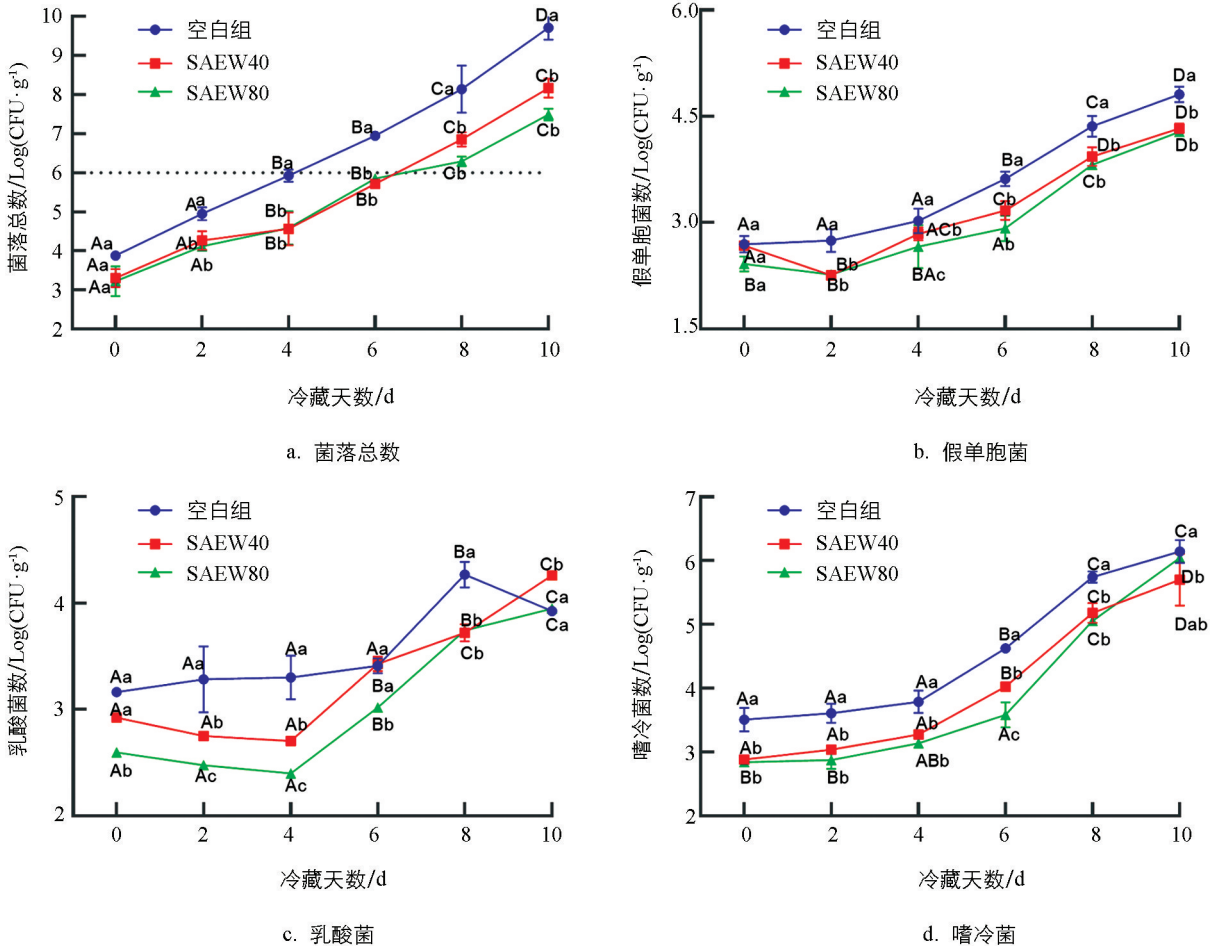 菌落总数/Log(CFU·g⁻¹)
10
9
8
7
6
5
4
3
2
空白组
SAEW40
SAEW80
Aa
Aa
Aa
Aa
Ab
Ab
Ba
Bb
Bb
Ba
Bb
Bb
Ca
Cb
Cb
Da
Cb
Cb
0 2 4 6 8 10
冷藏天数/d
a. 菌落总数
假单胞菌数/Log(CFU·g⁻¹)
6.0
4.5
3.0
1.5
空白组
SAEW40
SAEW80
Aa
Aa
Ba
Aa
Bb
Bb
Aa
ACb
BAc
Ba
Cb
Ab
Ca
Db
Cb
Da
Db
Db
0 2 4 6 8 10
冷藏天数/d
b. 假单胞菌
乳酸菌数/Log(CFU·g⁻¹)
5
4
3
2
空白组
SAEW40
SAEW80
Aa
Aa
Ab
Aa
Ab
Ac
Aa
Ab
Ac
Aa
Ba
Bb
Ba
Bb
Cb
Cb
Ca
Ca
0 2 4 6 8 10
冷藏天数/d
c. 乳酸菌
嗜冷菌数/Log(CFU·g⁻¹)
7
6
5
4
3
2
空白组
SAEW40
SAEW80
Aa
Ab
Bb
Aa
Ab
Bb
Aa
Ab
ABb
Ba
Bb
Ac
Ca
Cb
Cb
Ca
Db
Dab
0 2 4 6 8 10
冷藏天数/d
d. 嗜冷菌